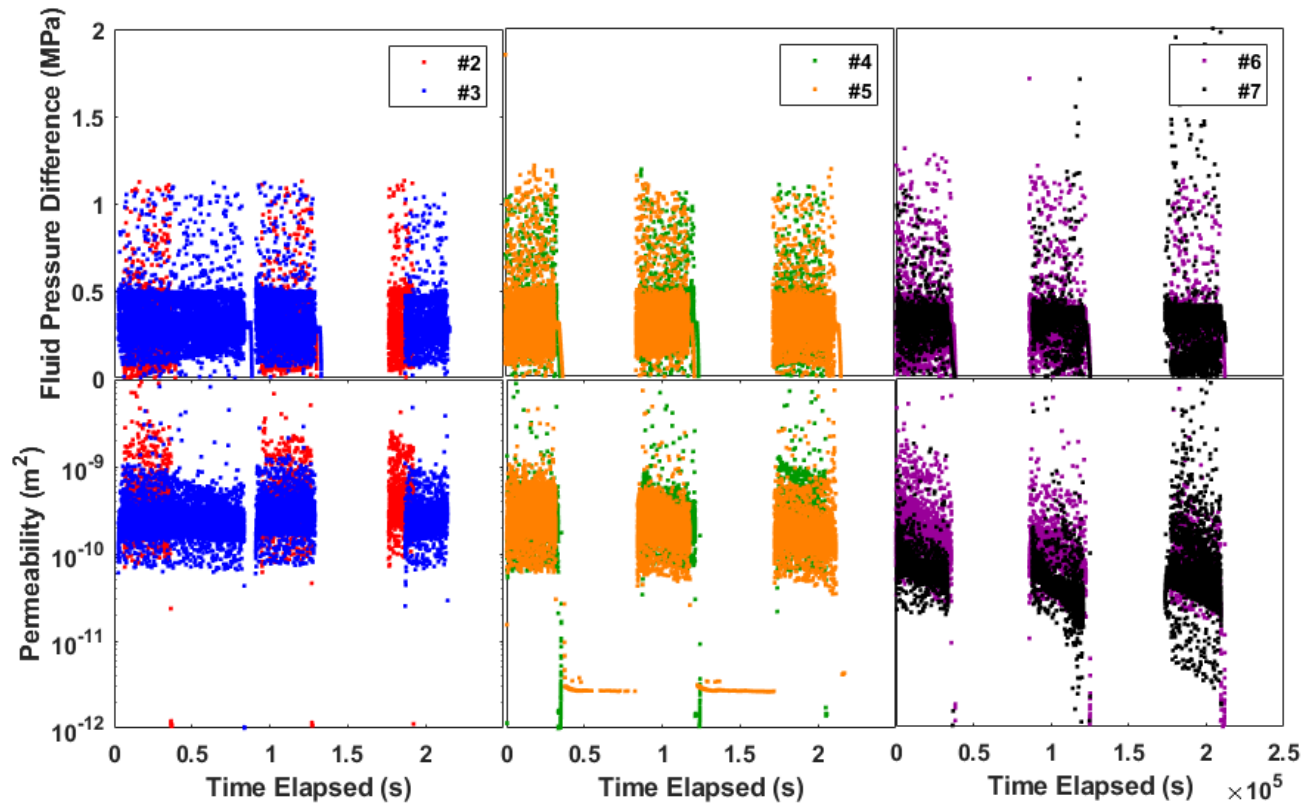 Fluid Pressure Difference (MPa)
2
1.5
1
0.5
0
#2
#3
#4
#5
#6
#7
Permability (m²)
10⁻⁹
10⁻¹⁰
10⁻¹¹
10⁻¹²
0 0.5 1 1.5 2
0 0.5 1 1.5 2
0 0.5 1 1.5 2 2.5
Time Elapsed (s)
Time Elapsed (s)
Time Elapsed (s)
×10⁵